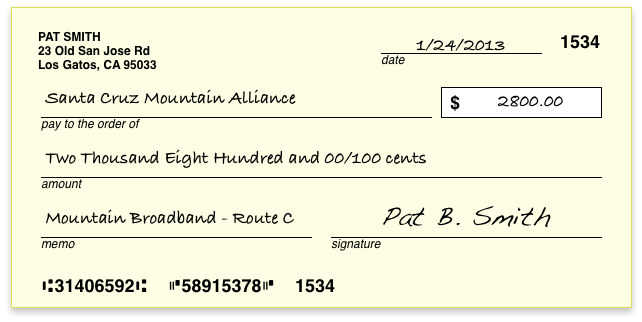 PAT SMITH
23 Old San Jose Rd
Los Gatos, CA 95033
1/24/2013
date
1534
Santa Cruz Mountain Alliance
pay to the order of
$ 2800.00
Two Thousand Eight Hundred and 00/100 cents
amount
Mountain Broadband - Route C
memo
Pat B. Smith
signature
⑆31406592⑆ ⑈58915378⑈ 1534